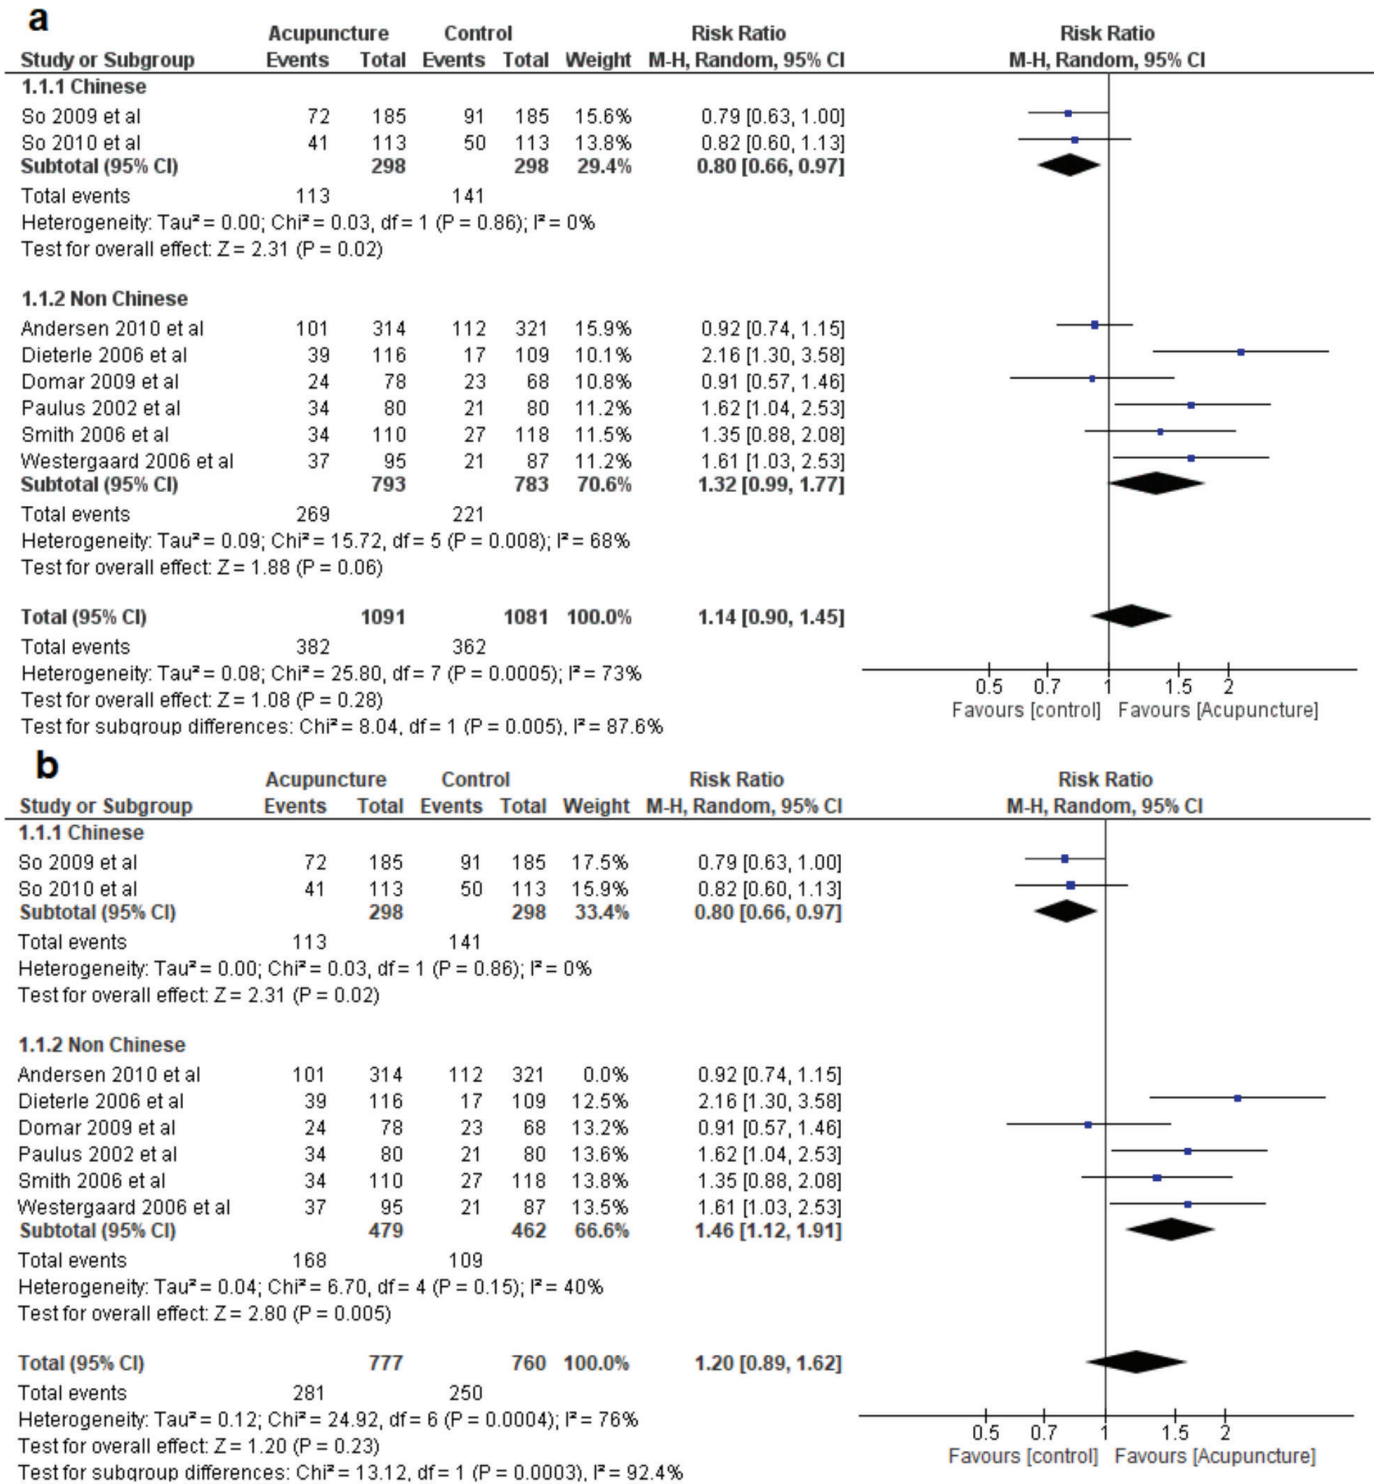 a
Acupuncture Control Risk Ratio Risk Ratio
Study or Subgroup Events Total Events Total Weight M-H, Random, 95% CI M-H, Random, 95% CI
1.1.1 Chinese
So 2009 et al 72 185 91 185 15.6% 0.79 [0.63, 1.00]
So 2010 et al 41 113 50 113 13.8% 0.82 [0.60, 1.13]
Subtotal (95% CI) 298 298 29.4% 0.80 [0.66, 0.97]
Total events 113 141
Heterogeneity: Tau² = 0.00; Chi² = 0.03, df = 1 (P = 0.86); I² = 0%
Test for overall effect: Z = 2.31 (P = 0.02)
1.1.2 Non Chinese
Andersen 2010 et al 101 314 112 321 15.9% 0.92 [0.74, 1.15]
Dieterle 2006 et al 39 116 17 109 10.1% 2.16 [1.30, 3.58]
Domar 2009 et al 24 78 23 68 10.8% 0.91 [0.57, 1.46]
Paulus 2002 et al 34 80 21 80 11.2% 1.62 [1.04, 2.53]
Smith 2006 et al 34 110 27 118 11.5% 1.35 [0.88, 2.08]
Westergaard 2006 et al 37 95 21 87 11.2% 1.61 [1.03, 2.53]
Subtotal (95% CI) 793 783 70.6% 1.32 [0.99, 1.77]
Total events 269 221
Heterogeneity: Tau² = 0.09; Chi² = 15.72, df = 5 (P = 0.008); I² = 68%
Test for overall effect: Z = 1.88 (P = 0.06)
Total (95% CI) 1091 1081 100.0% 1.14 [0.90, 1.45]
Total events 382 362
Heterogeneity: Tau² = 0.08; Chi² = 25.80, df = 7 (P = 0.0005); I² = 73%
Test for overall effect: Z = 1.08 (P = 0.28)
Test for subgroup differences: Chi² = 8.04, df = 1 (P = 0.005), I² = 87.6%
0.5 0.7 1 1.5 2
Favours [control] Favours [Acupuncture]
b
Acupuncture Control Risk Ratio Risk Ratio
Study or Subgroup Events Total Events Total Weight M-H, Random, 95% CI M-H, Random, 95% CI
1.1.1 Chinese
So 2009 et al 72 185 91 185 17.5% 0.79 [0.63, 1.00]
So 2010 et al 41 113 50 113 15.9% 0.82 [0.60, 1.13]
Subtotal (95% CI) 298 298 33.4% 0.80 [0.66, 0.97]
Total events 113 141
Heterogeneity: Tau² = 0.00; Chi² = 0.03, df = 1 (P = 0.86); I² = 0%
Test for overall effect: Z = 2.31 (P = 0.02)
1.1.2 Non Chinese
Andersen 2010 et al 101 314 112 321 0.0% 0.92 [0.74, 1.15]
Dieterle 2006 et al 39 116 17 109 12.5% 2.16 [1.30, 3.58]
Domar 2009 et al 24 78 23 68 13.2% 0.91 [0.57, 1.46]
Paulus 2002 et al 34 80 21 80 13.6% 1.62 [1.04, 2.53]
Smith 2006 et al 34 110 27 118 13.8% 1.35 [0.88, 2.08]
Westergaard 2006 et al 37 95 21 87 13.5% 1.61 [1.03, 2.53]
Subtotal (95% CI) 479 462 66.6% 1.46 [1.12, 1.91]
Total events 168 109
Heterogeneity: Tau² = 0.04; Chi² = 6.70, df = 4 (P = 0.15); I² = 40%
Test for overall effect: Z = 2.80 (P = 0.005)
Total (95% CI) 777 760 100.0% 1.20 [0.89, 1.62]
Total events 281 250
Heterogeneity: Tau² = 0.12; Chi² = 24.92, df = 6 (P = 0.0004); I² = 76%
Test for overall effect: Z = 1.20 (P = 0.23)
Test for subgroup differences: Chi² = 13.12, df = 1 (P = 0.0003), I² = 92.4%
0.5 0.7 1 1.5 2
Favours [control] Favours [Acupuncture]